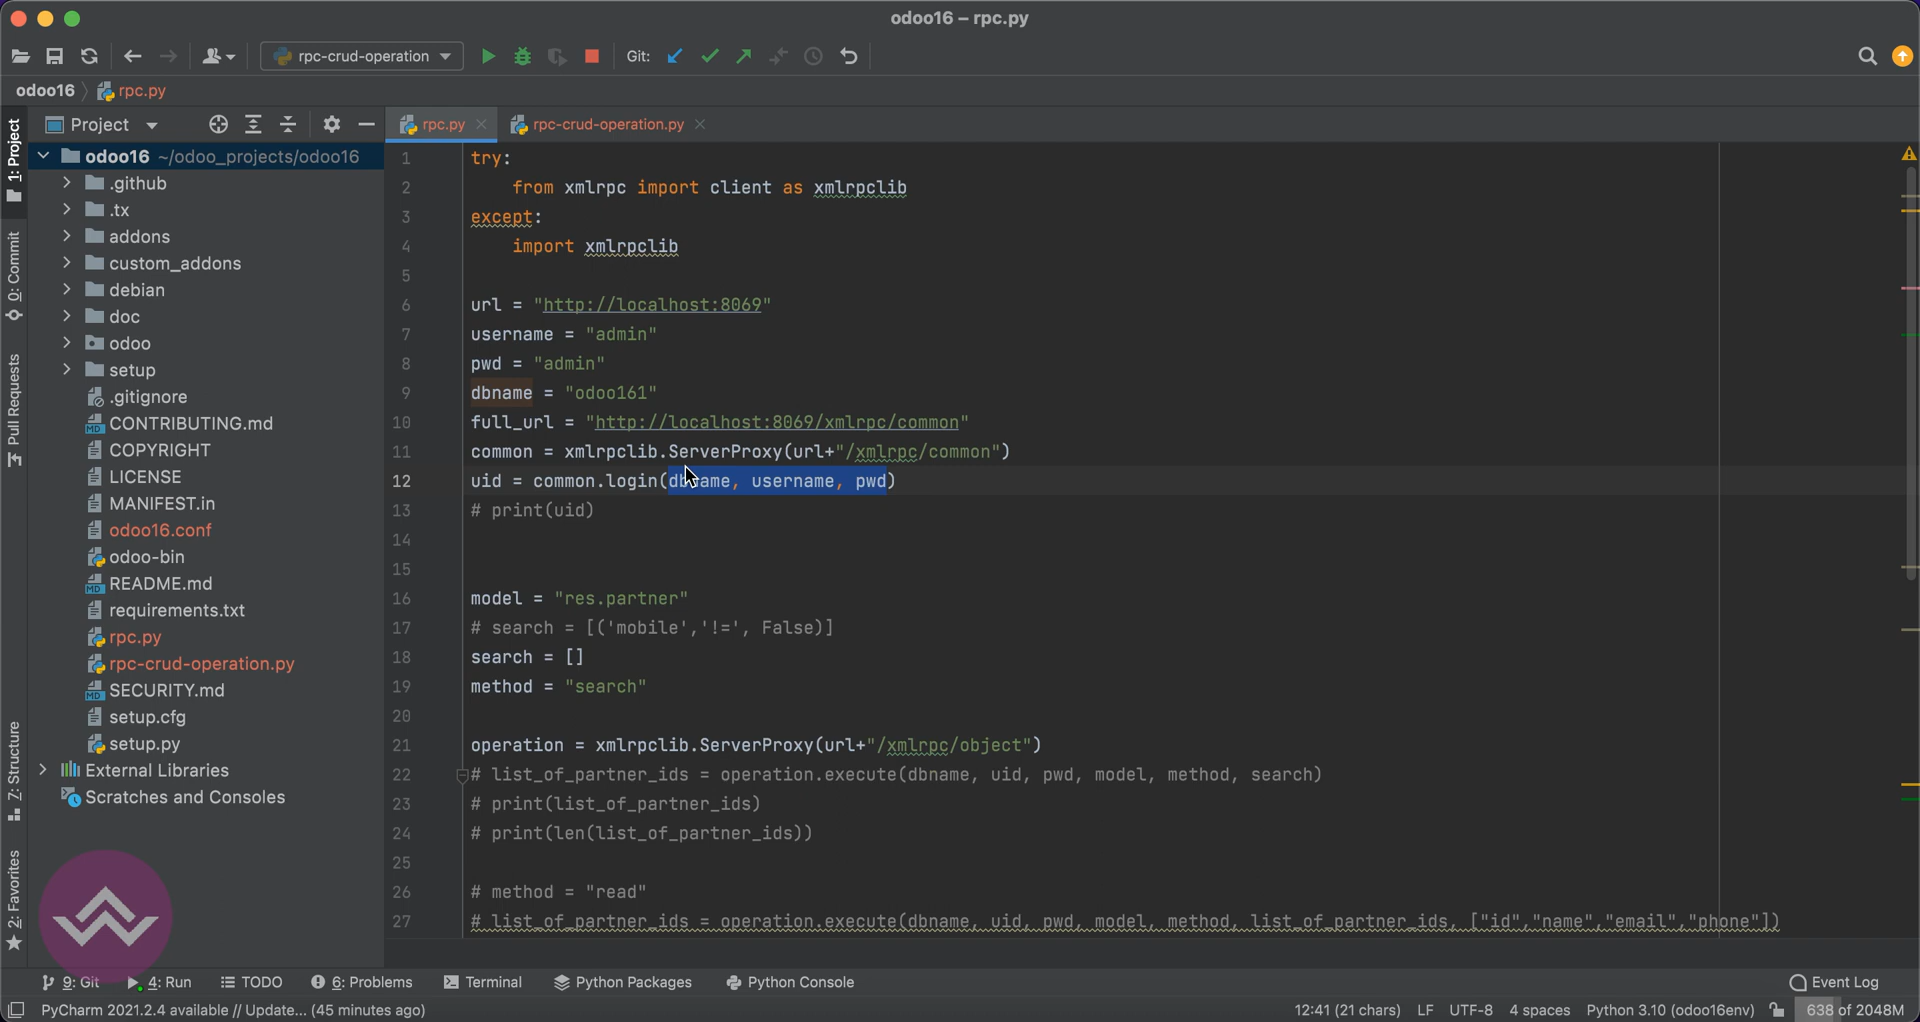 odoo16 – rpc.py
rpc-crud-operation
Git:
odoo16
rpc.py
Project
rpc.py
rpc-crud-operation.py
1: Project
0: Commit
Pull Requests
Z: Structure
2: Favorites
odoo16 ~/odoo_projects/odoo16
.github
.tx
addons
custom_addons
debian
doc
odoo
setup
.gitignore
CONTRIBUTING.md
COPYRIGHT
LICENSE
MANIFEST.in
odoo16.conf
odoo-bin
README.md
requirements.txt
rpc.py
rpc-crud-operation.py
SECURITY.md
setup.cfg
setup.py
External Libraries
Scratches and Consoles
1 try:
2 from xmlrpc import client as xmlrpclib
3 except:
4 import xmlrpclib
5
6 url = "http://localhost:8069"
7 username = "admin"
8 pwd = "admin"
9 dbname = "odoo161"
10 full_url = "http://localhost:8069/xmlrpc/common"
11 common = xmlrpclib.ServerProxy(url+"/xmlrpc/common")
12 uid = common.login(dbname, username, pwd)
13 # print(uid)
14
15
16 model = "res.partner"
17 # search = [('mobile','!=', False)]
18 search = []
19 method = "search"
20
21 operation = xmlrpclib.ServerProxy(url+"/xmlrpc/object")
22 # list_of_partner_ids = operation.execute(dbname, uid, pwd, model, method, search)
23 # print(list_of_partner_ids)
24 # print(len(list_of_partner_ids))
25
26 # method = "read"
27 # list_of_partner_ids = operation.execute(dbname, uid, pwd, model, method, list_of_partner_ids, ["id","name","email","phone"])
9: Git
4: Run
TODO
6: Problems
Terminal
Python Packages
Python Console
Event Log
PyCharm 2021.2.4 available // Update... (45 minutes ago)
12:41 (21 chars)
LF
UTF-8
4 spaces
Python 3.10 (odoo16env)
638 of 2048M